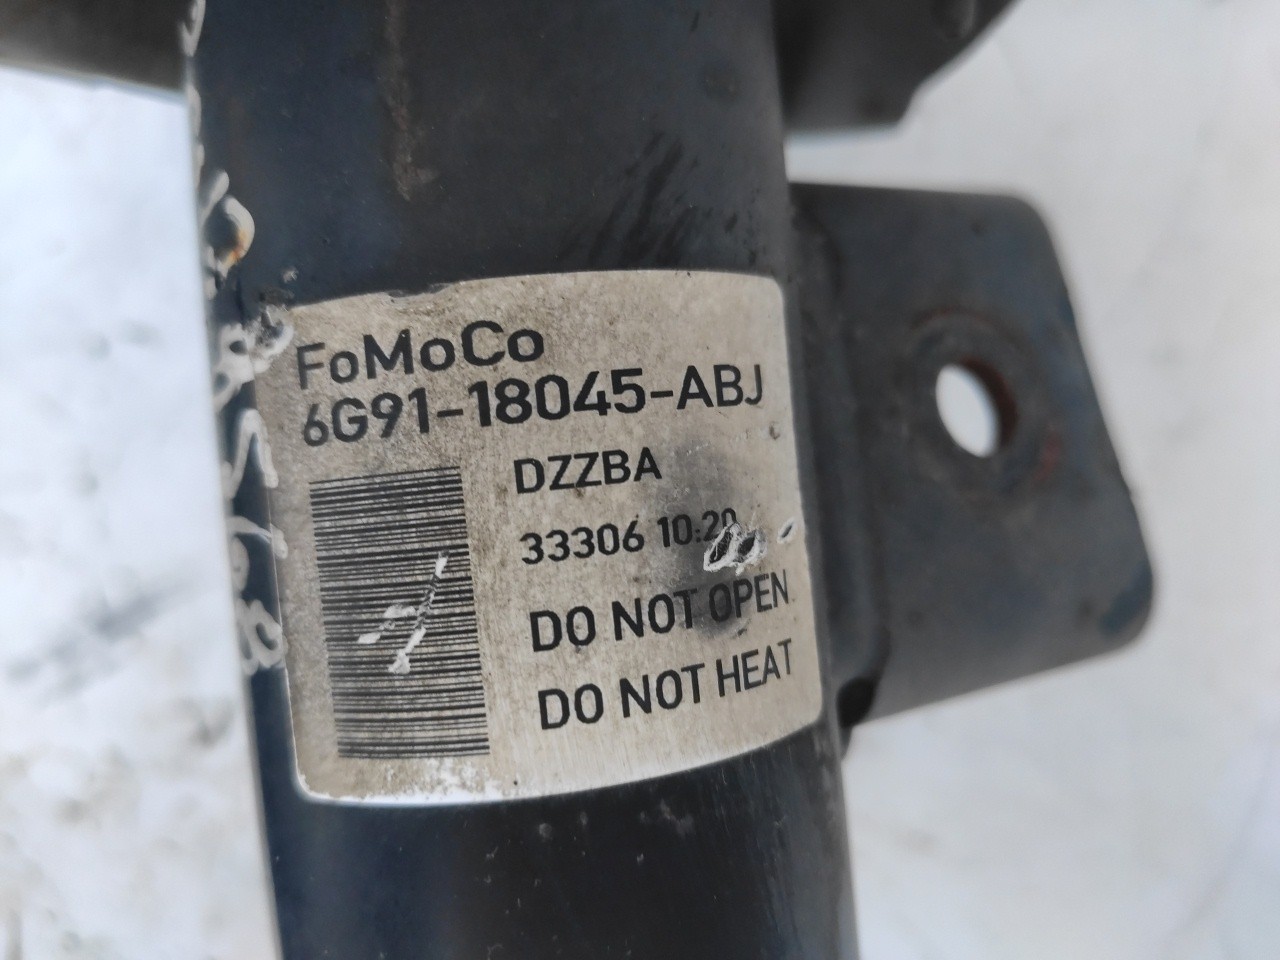 FoMoCo
6G91-18045-ABJ
DZZBA
33306 10:20
DO NOT OPEN
DO NOT HEAT